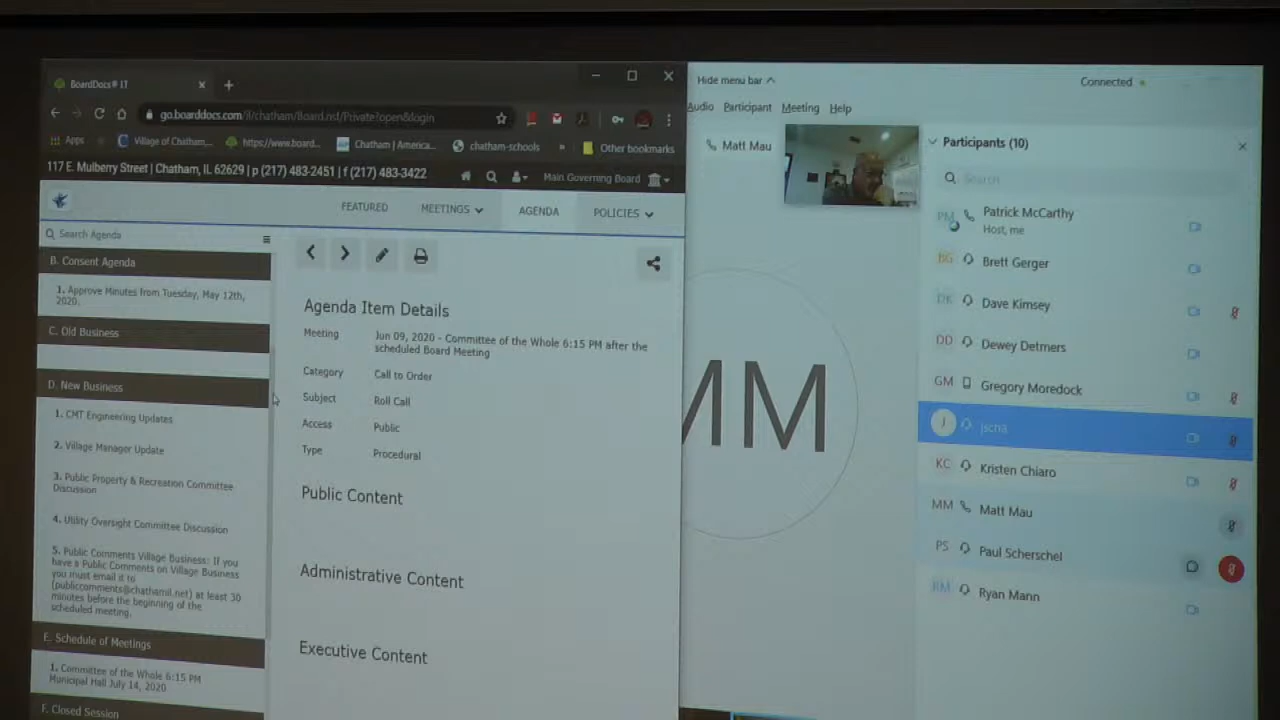 BoardDocs® IT
go.boarddocs.com/il/chatham/Board.nsf/Private?open&login
Apps
Village of Chatham,...
https://www.board...
Chatham | America...
chatham-schools
»
Other bookmarks
117 E. Mulberry Street | Chatham, IL 62629 | p (217) 483-2451 | f (217) 483-3422
Main Governing Board
FEATURED
MEETINGS
AGENDA
POLICIES
Search Agenda
B. Consent Agenda
1. Approve Minutes from Tuesday, May 12th,
2020.
C. Old Business
D. New Business
1. CMT Engineering Updates
2. Village Manager Update
3. Public Property & Recreation Committee
Discussion
4. Utility Oversight Committee Discussion
5. Public Comments Village Business: If you
have a Public Comments on Village Business
you must email it to
(publiccomments@chathamil.net) at least 30
minutes before the beginning of the
scheduled meeting.
E. Schedule of Meetings
1. Committee of the Whole 6:15 PM
Municipal Hall July 14, 2020.
F. Closed Session
Agenda Item Details
Meeting
Jun 09, 2020 - Committee of the Whole 6:15 PM after the
scheduled Board Meeting
Category
Call to Order
Subject
Roll Call
Access
Public
Type
Procedural
Public Content
Administrative Content
Executive Content
Hide menu bar
Connected
Audio
Participant
Meeting
Help
Matt Mau
MM
Participants (10)
Search
PM
Patrick McCarthy
Host, me
BG
Brett Gerger
DK
Dave Kimsey
DD
Dewey Detmers
GM
Gregory Moredock
J
jscha
KC
Kristen Chiaro
MM
Matt Mau
PS
Paul Scherschel
RM
Ryan Mann